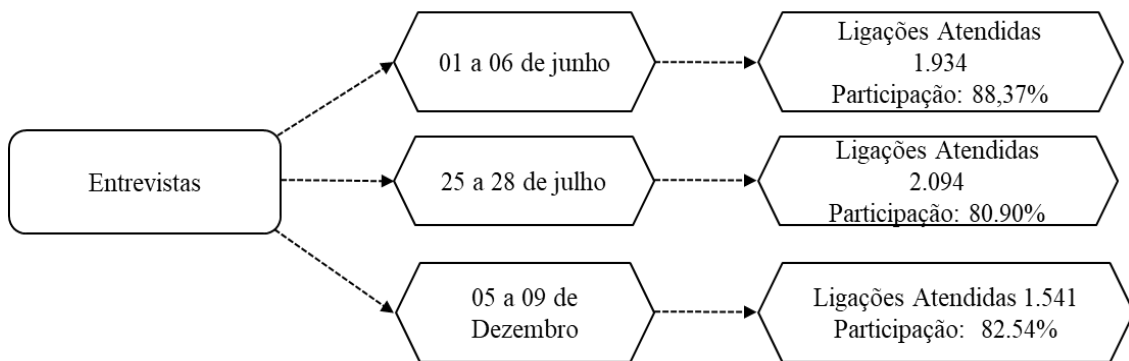 Entrevistas
01 a 06 de junho
Ligações Atendidas
1.934
Participação: 88,37%
25 a 28 de julho
Ligações Atendidas
2.094
Participação: 80.90%
05 a 09 de
Dezembro
Ligações Atendidas 1.541
Participação: 82.54%